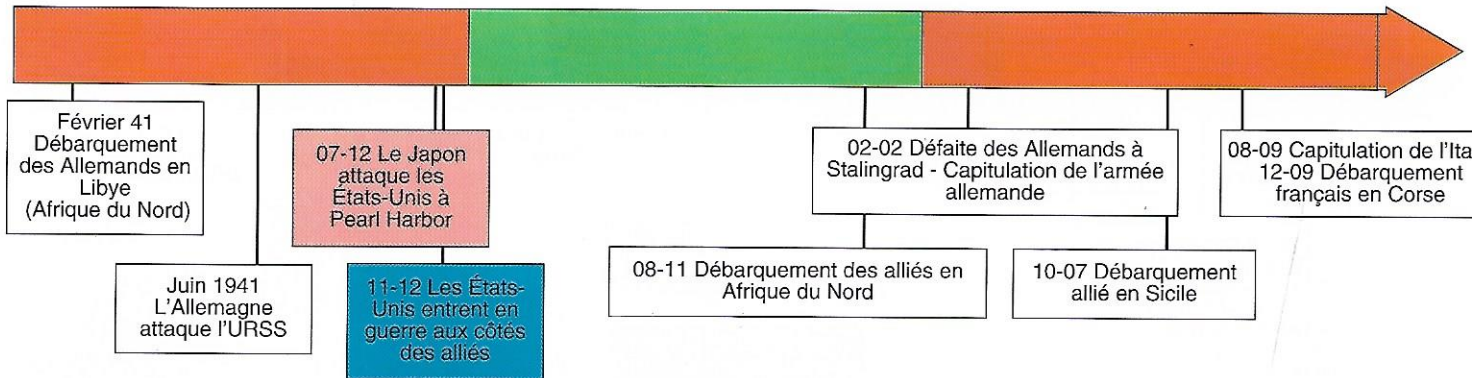 Février 41
Débarquement
des Allemands en
Libye
(Afrique du Nord)
Juin 1941
L'Allemagne
attaque l'URSS
07-12 Le Japon
attaque les
États-Unis à
Pearl Harbor
11-12 Les États-
Unis entrent en
guerre aux côtés
des alliés
08-11 Débarquement des alliés en
Afrique du Nord
02-02 Défaite des Allemands à
Stalingrad - Capitulation de l'armée
allemande
10-07 Débarquement
allié en Sicile
08-09 Capitulation de l'Ita
12-09 Débarquement
français en Corse